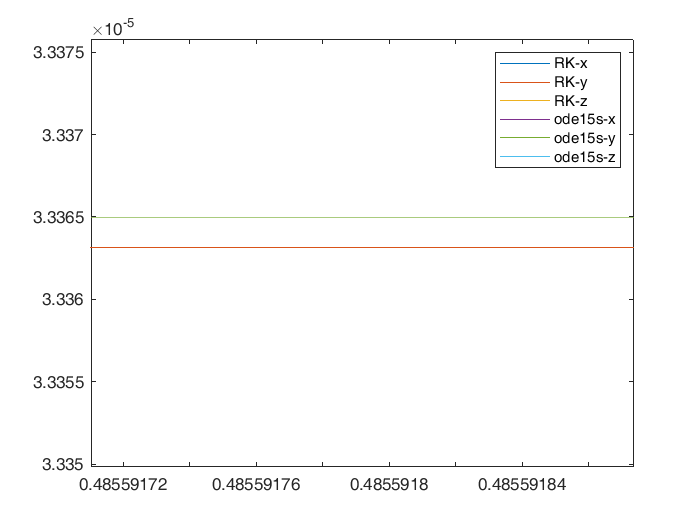 ×10⁻⁵
3.3375
3.337
3.3365
3.336
3.3355
3.335
RK-x
RK-y
RK-z
ode15s-x
ode15s-y
ode15s-z
0.48559172 0.48559176 0.4855918 0.48559184